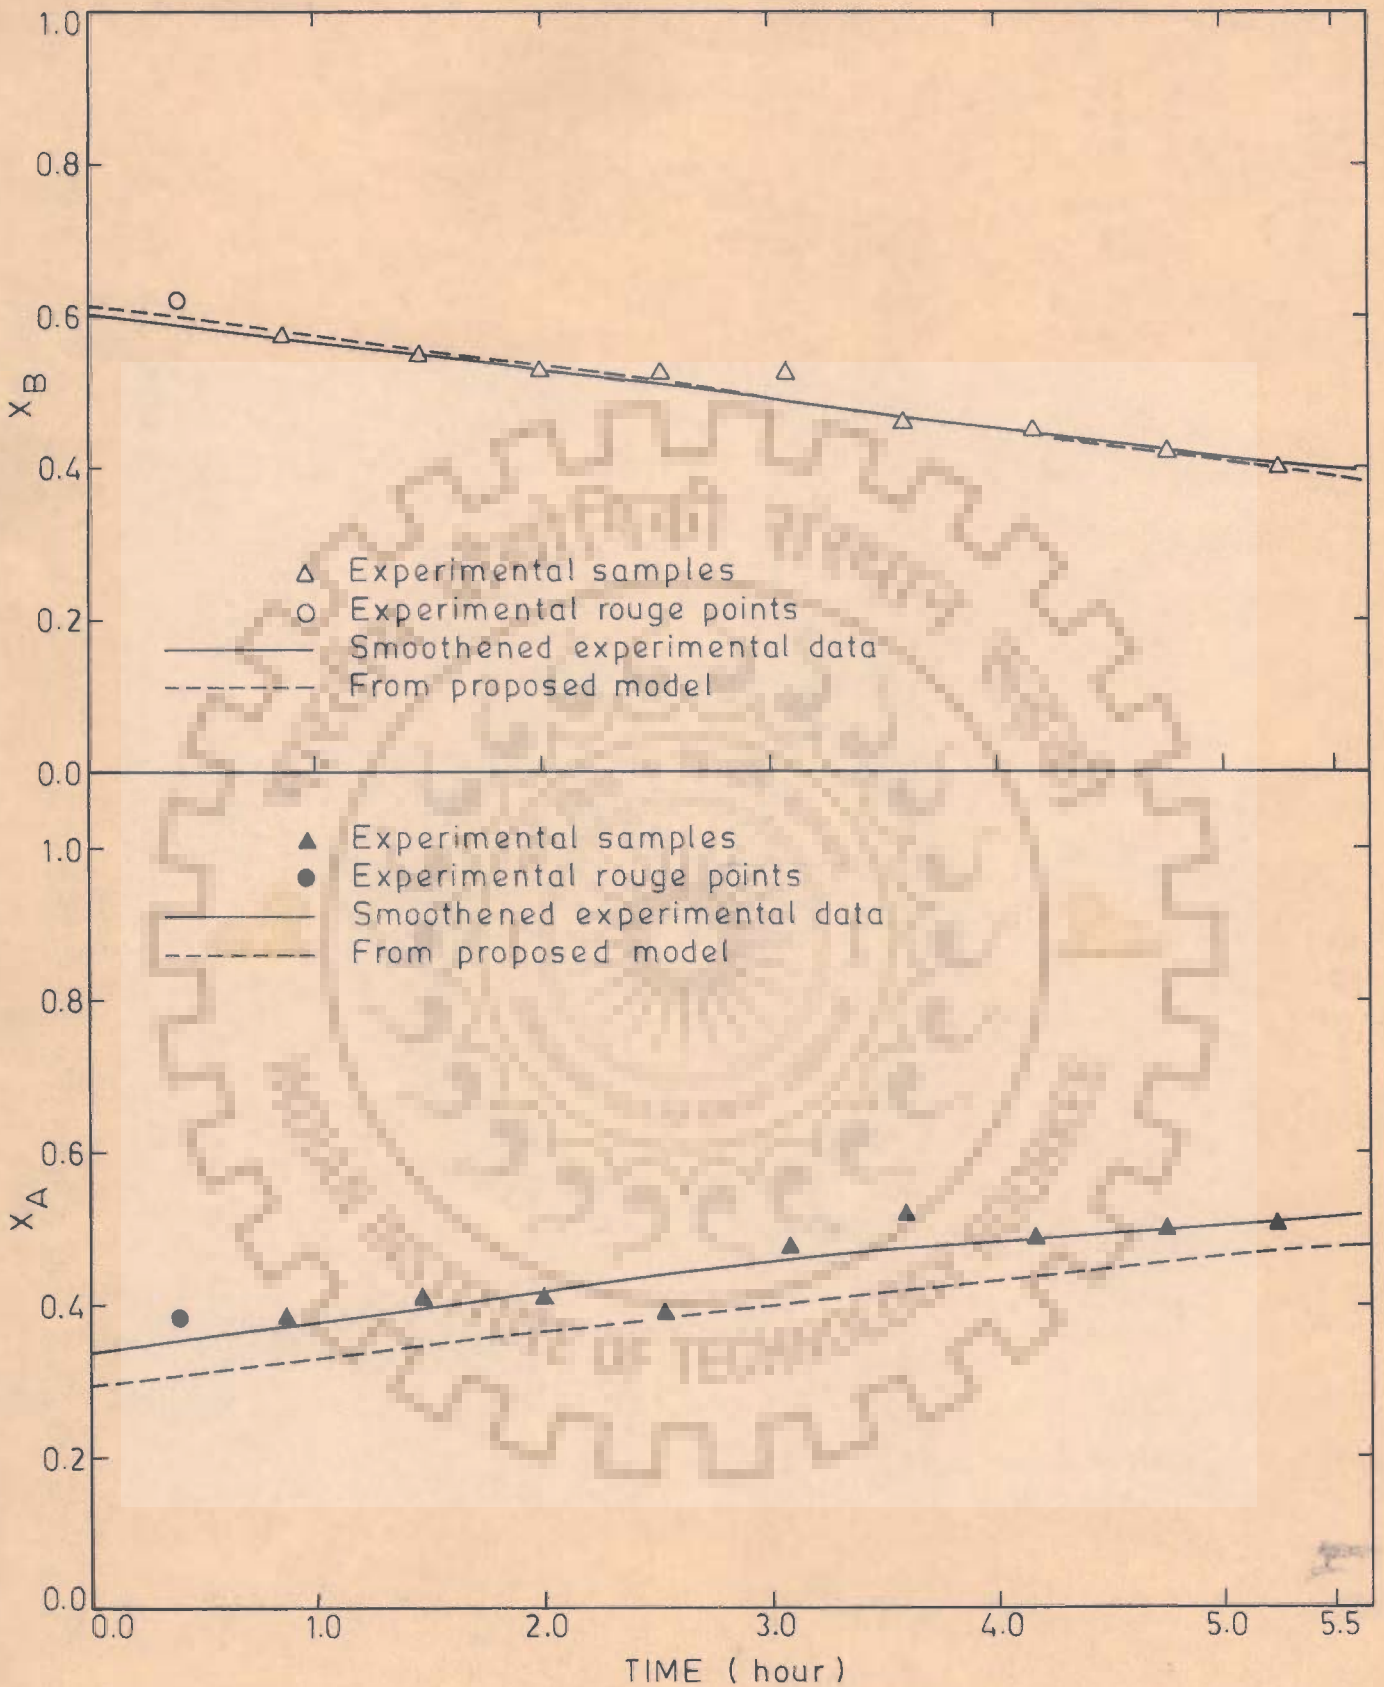 1.0
0.8
0.6
X_B
0.4
△ Experimental samples
○ Experimental rouge points
0.2
Smoothened experimental data
From proposed model
0.0
▲ Experimental samples
1.0
● Experimental rouge points
Smoothened experimental data
From proposed model
0.8
0.6
X_A
0.4
OF TECHNOLOGY
0.2
0.0
0.0 1.0 2.0 3.0 4.0 5.0 5.5
TIME (hour)